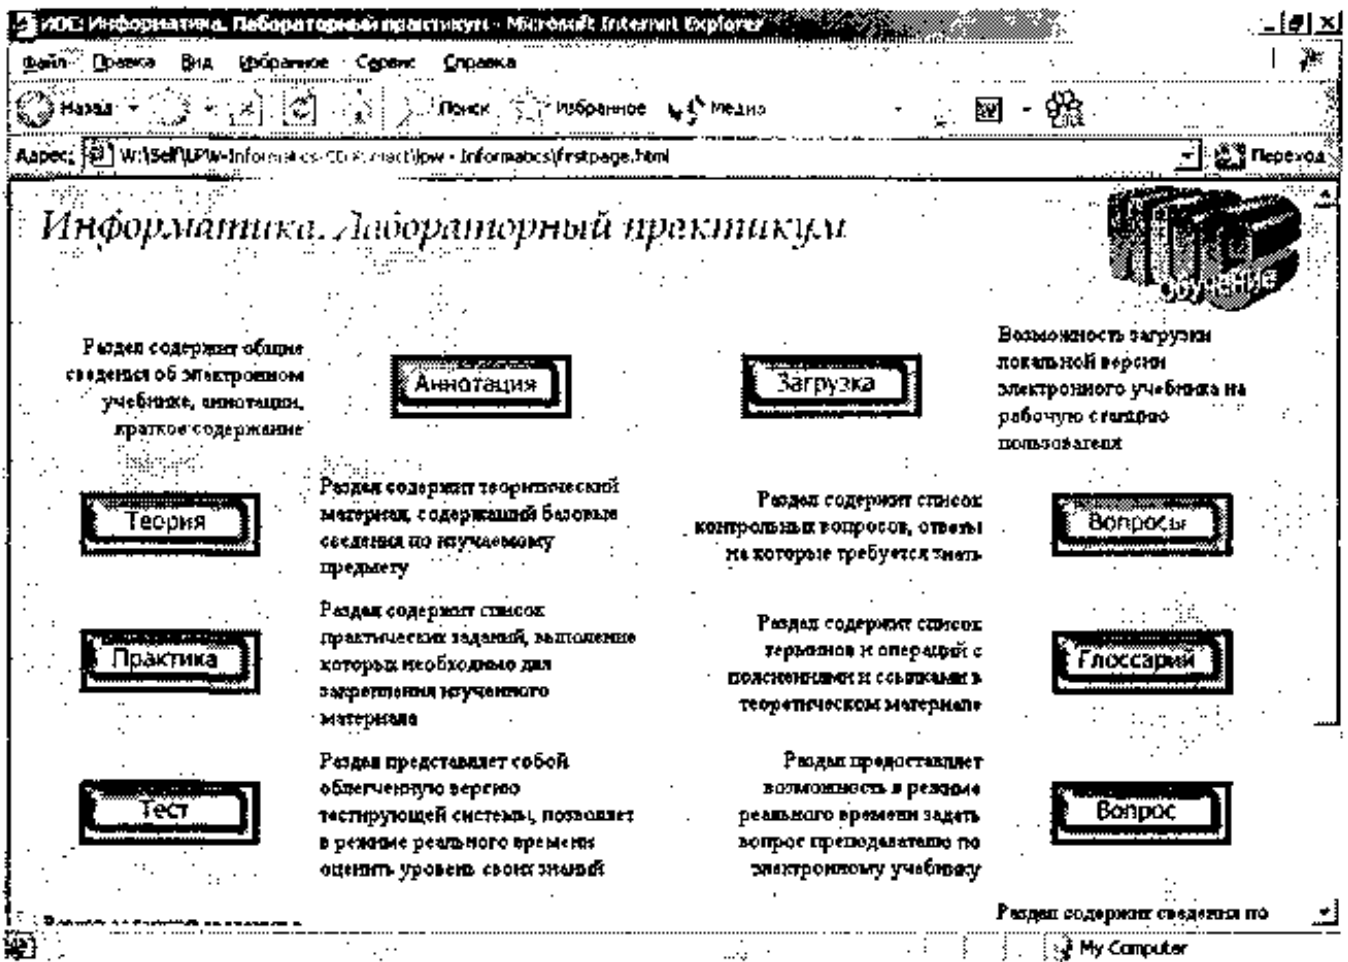 ИОС: Информатика. Лабораторный практикум - Microsoft Internet Explorer
Файл Правка Вид Избранное Сервис Справка
Назад Поиск Избранное Медиа
Адрес: firstpage.html Переход
Информатика. Лабораторный практикум
обучение
Раздел содержит общие
сведения об электронном
учебнике, аннотации,
краткое содержание
Аннотация
Загрузка
Возможность загрузки
локальной версии
электронного учебника на
рабочую станцию
пользователя
Теория
Раздел содержит теоритический
материал, содержащий базовые
сведения по изучаемому
предмету
Раздел содержит список
контрольных вопросов, ответы
на которые требуется знать
Вопросы
Практика
Раздел содержит список
практических заданий, выполение
которых необходимо для
закрепления изученного
материала
Раздел содержит список
терминов и операций с
пояснениями и ссылками в
теоретическом материале
Глоссарий
Тест
Раздел представляет собой
облегченную версию
тестирующей системы, позволяет
в режиме реального времени
оценить уровень своих знаний
Раздел предоставляет
возможность в режиме
реального времени задать
вопрос преподавателю по
электронному учебнику
Вопрос
Раздел содержит сведения по
My Computer